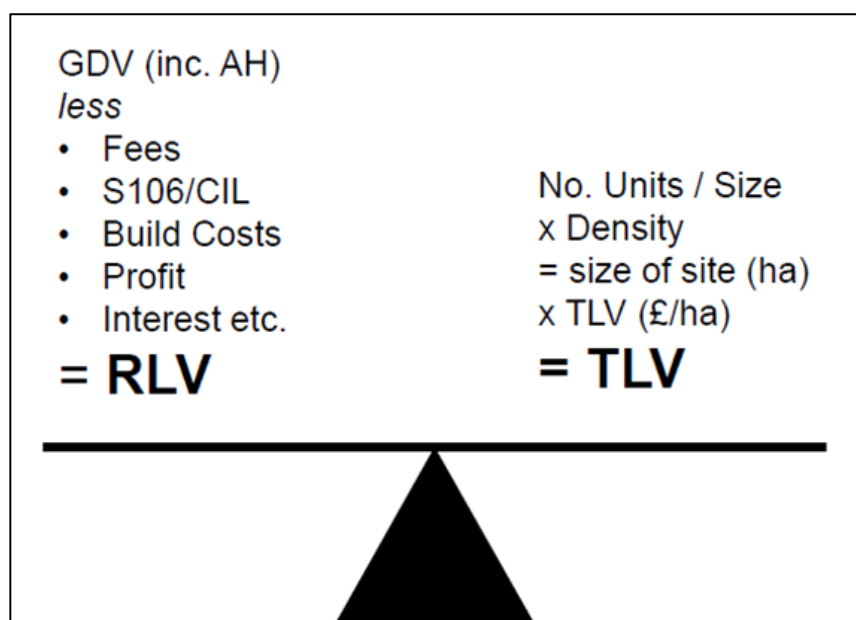 GDV (inc. AH)
less
• Fees
• S106/CIL
• Build Costs
• Profit
• Interest etc.
= RLV
No. Units / Size
x Density
= size of site (ha)
x TLV (£/ha)
= TLV